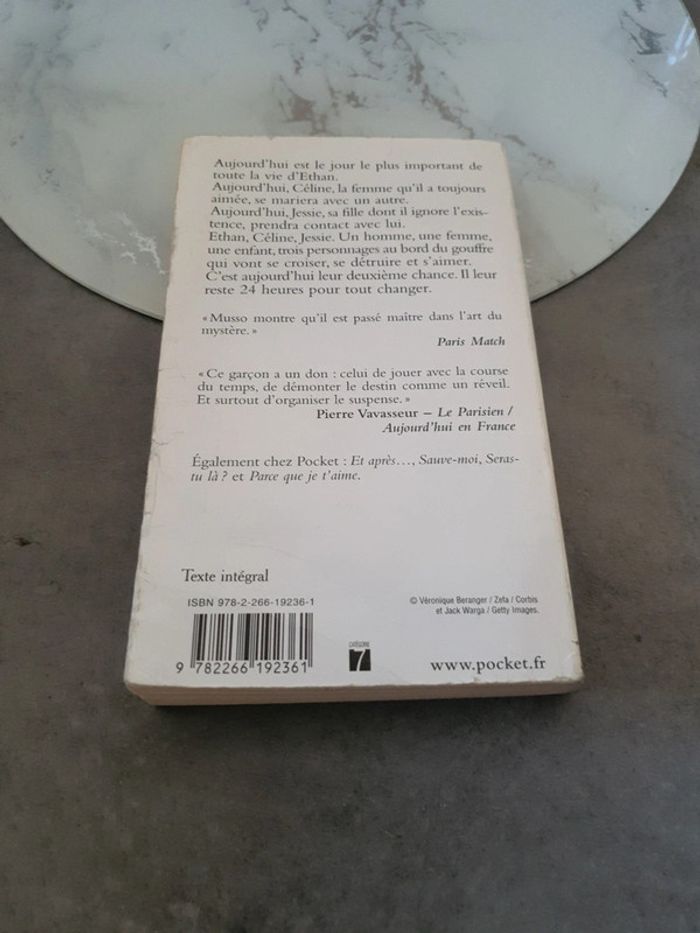 Aujourd'hui est le jour le plus important de
toute la vie d'Ethan.
Aujourd'hui, Céline, la femme qu'il a toujours
aimée, se mariera avec un autre.
Aujourd'hui, Jessie, sa fille dont il ignore l'exis-
tence, prendra contact avec lui.
Ethan, Céline, Jessie. Un homme, une femme,
une enfant, trois personnages au bord du gouffre
qui vont se croiser, se détruire et s'aimer.
C'est aujourd'hui leur deuxième chance. Il leur
reste 24 heures pour tout changer.
« Musso montre qu'il est passé maître dans l'art du
mystère. »
Paris Match
« Ce garçon a un don : celui de jouer avec la course
du temps, de démonter le destin comme un réveil.
Et surtout d'organiser le suspense. »
Pierre Vavasseur – Le Parisien /
Aujourd'hui en France
Également chez Pocket : Et après..., Sauve-moi, Seras-
tu là ? et Parce que je t'aime.
Texte intégral
ISBN 978-2-266-19236-1
© Véronique Beranger / Zefa / Corbis
et Jack Warga / Getty Images.
9 782266 192361
CATÉGORIE
7
www.pocket.fr